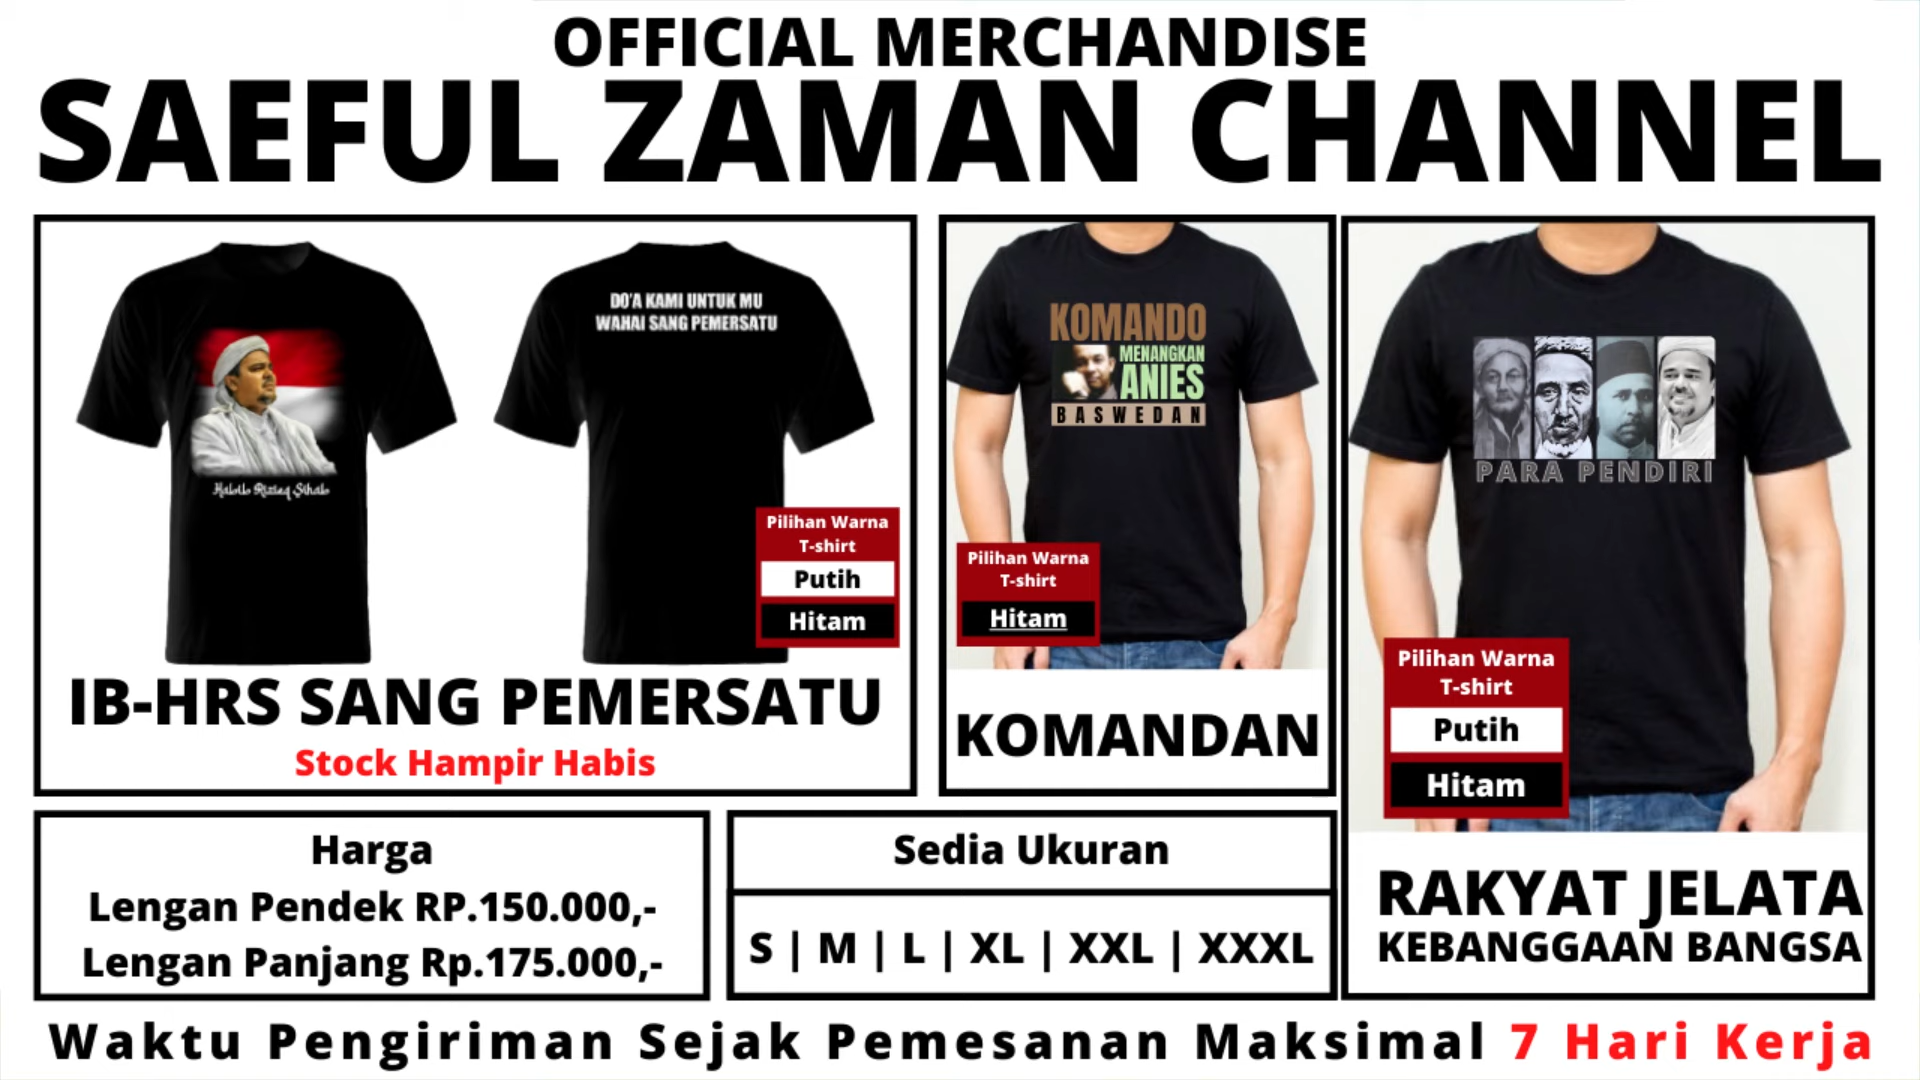 OFFICIAL MERCHANDISE
SAEFUL ZAMAN CHANNEL
Habib Rizieq Sihab
DO'A KAMI UNTUK MU
WAHAI SANG PEMERSATU
Pilihan Warna
T-shirt
Putih
Hitam
IB-HRS SANG PEMERSATU
Stock Hampir Habis
KOMANDO
MENANGKAN
ANIES
BASWEDAN
Pilihan Warna
T-shirt
Hitam
KOMANDAN
PARA PENDIRI
Pilihan Warna
T-shirt
Putih
Hitam
RAKYAT JELATA
KEBANGGAAN BANGSA
Harga
Lengan Pendek RP.150.000,-
Lengan Panjang Rp.175.000,-
Sedia Ukuran
S | M | L | XL | XXL | XXXL
Waktu Pengiriman Sejak Pemesanan Maksimal 7 Hari Kerja